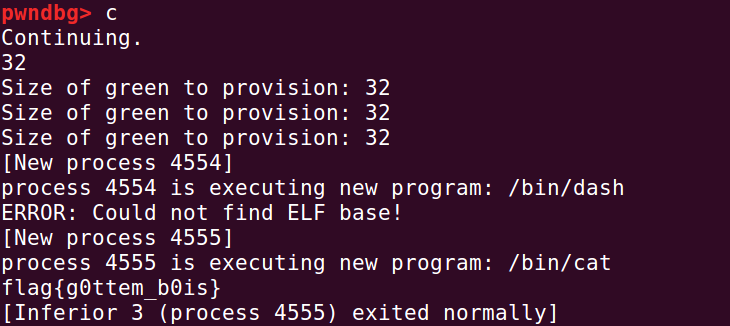 pwndbg> c
Continuing.
32
Size of green to provision: 32
Size of green to provision: 32
Size of green to provision: 32
[New process 4554]
process 4554 is executing new program: /bin/dash
ERROR: Could not find ELF base!
[New process 4555]
process 4555 is executing new program: /bin/cat
flag{g0ttem_b0is}
[Inferior 3 (process 4555) exited normally]